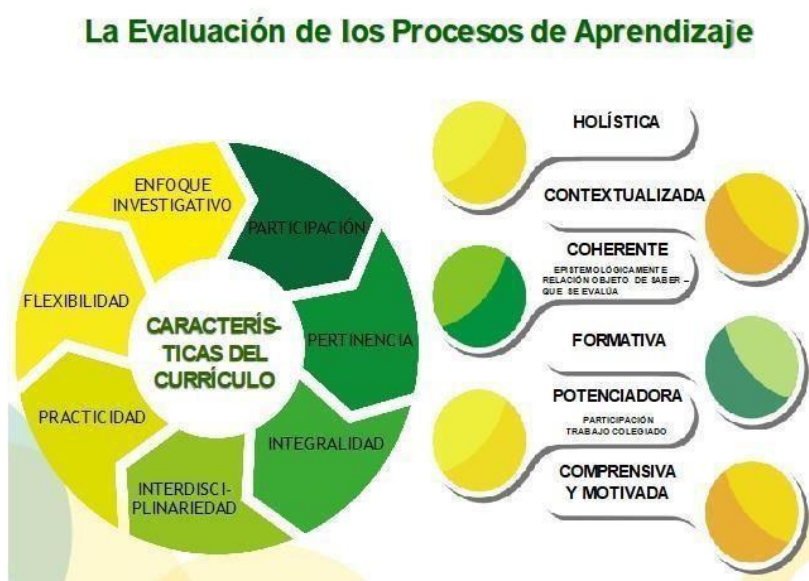 La Evaluación de los Procesos de Aprendizaje
ENFOQUE
INVESTIGATIVO
PARTICIPACIÓN
PERTINENCIA
INTEGRALIDAD
INTERDISCI-
PLINARIEDAD
PRACTICIDAD
FLEXIBILIDAD
CARACTERÍS-
TICAS DEL
CURRÍCULO
HOLÍSTICA
CONTEXTUALIZADA
COHERENTE
EPISTEMOLÓGICAMENTE
RELACIÓN OBJETO DE SABER –
QUE SE EVALÚA
FORMATIVA
POTENCIADORA
PARTICIPACIÓN
TRABAJO COLEGIADO
COMPRENSIVA
Y MOTIVADA